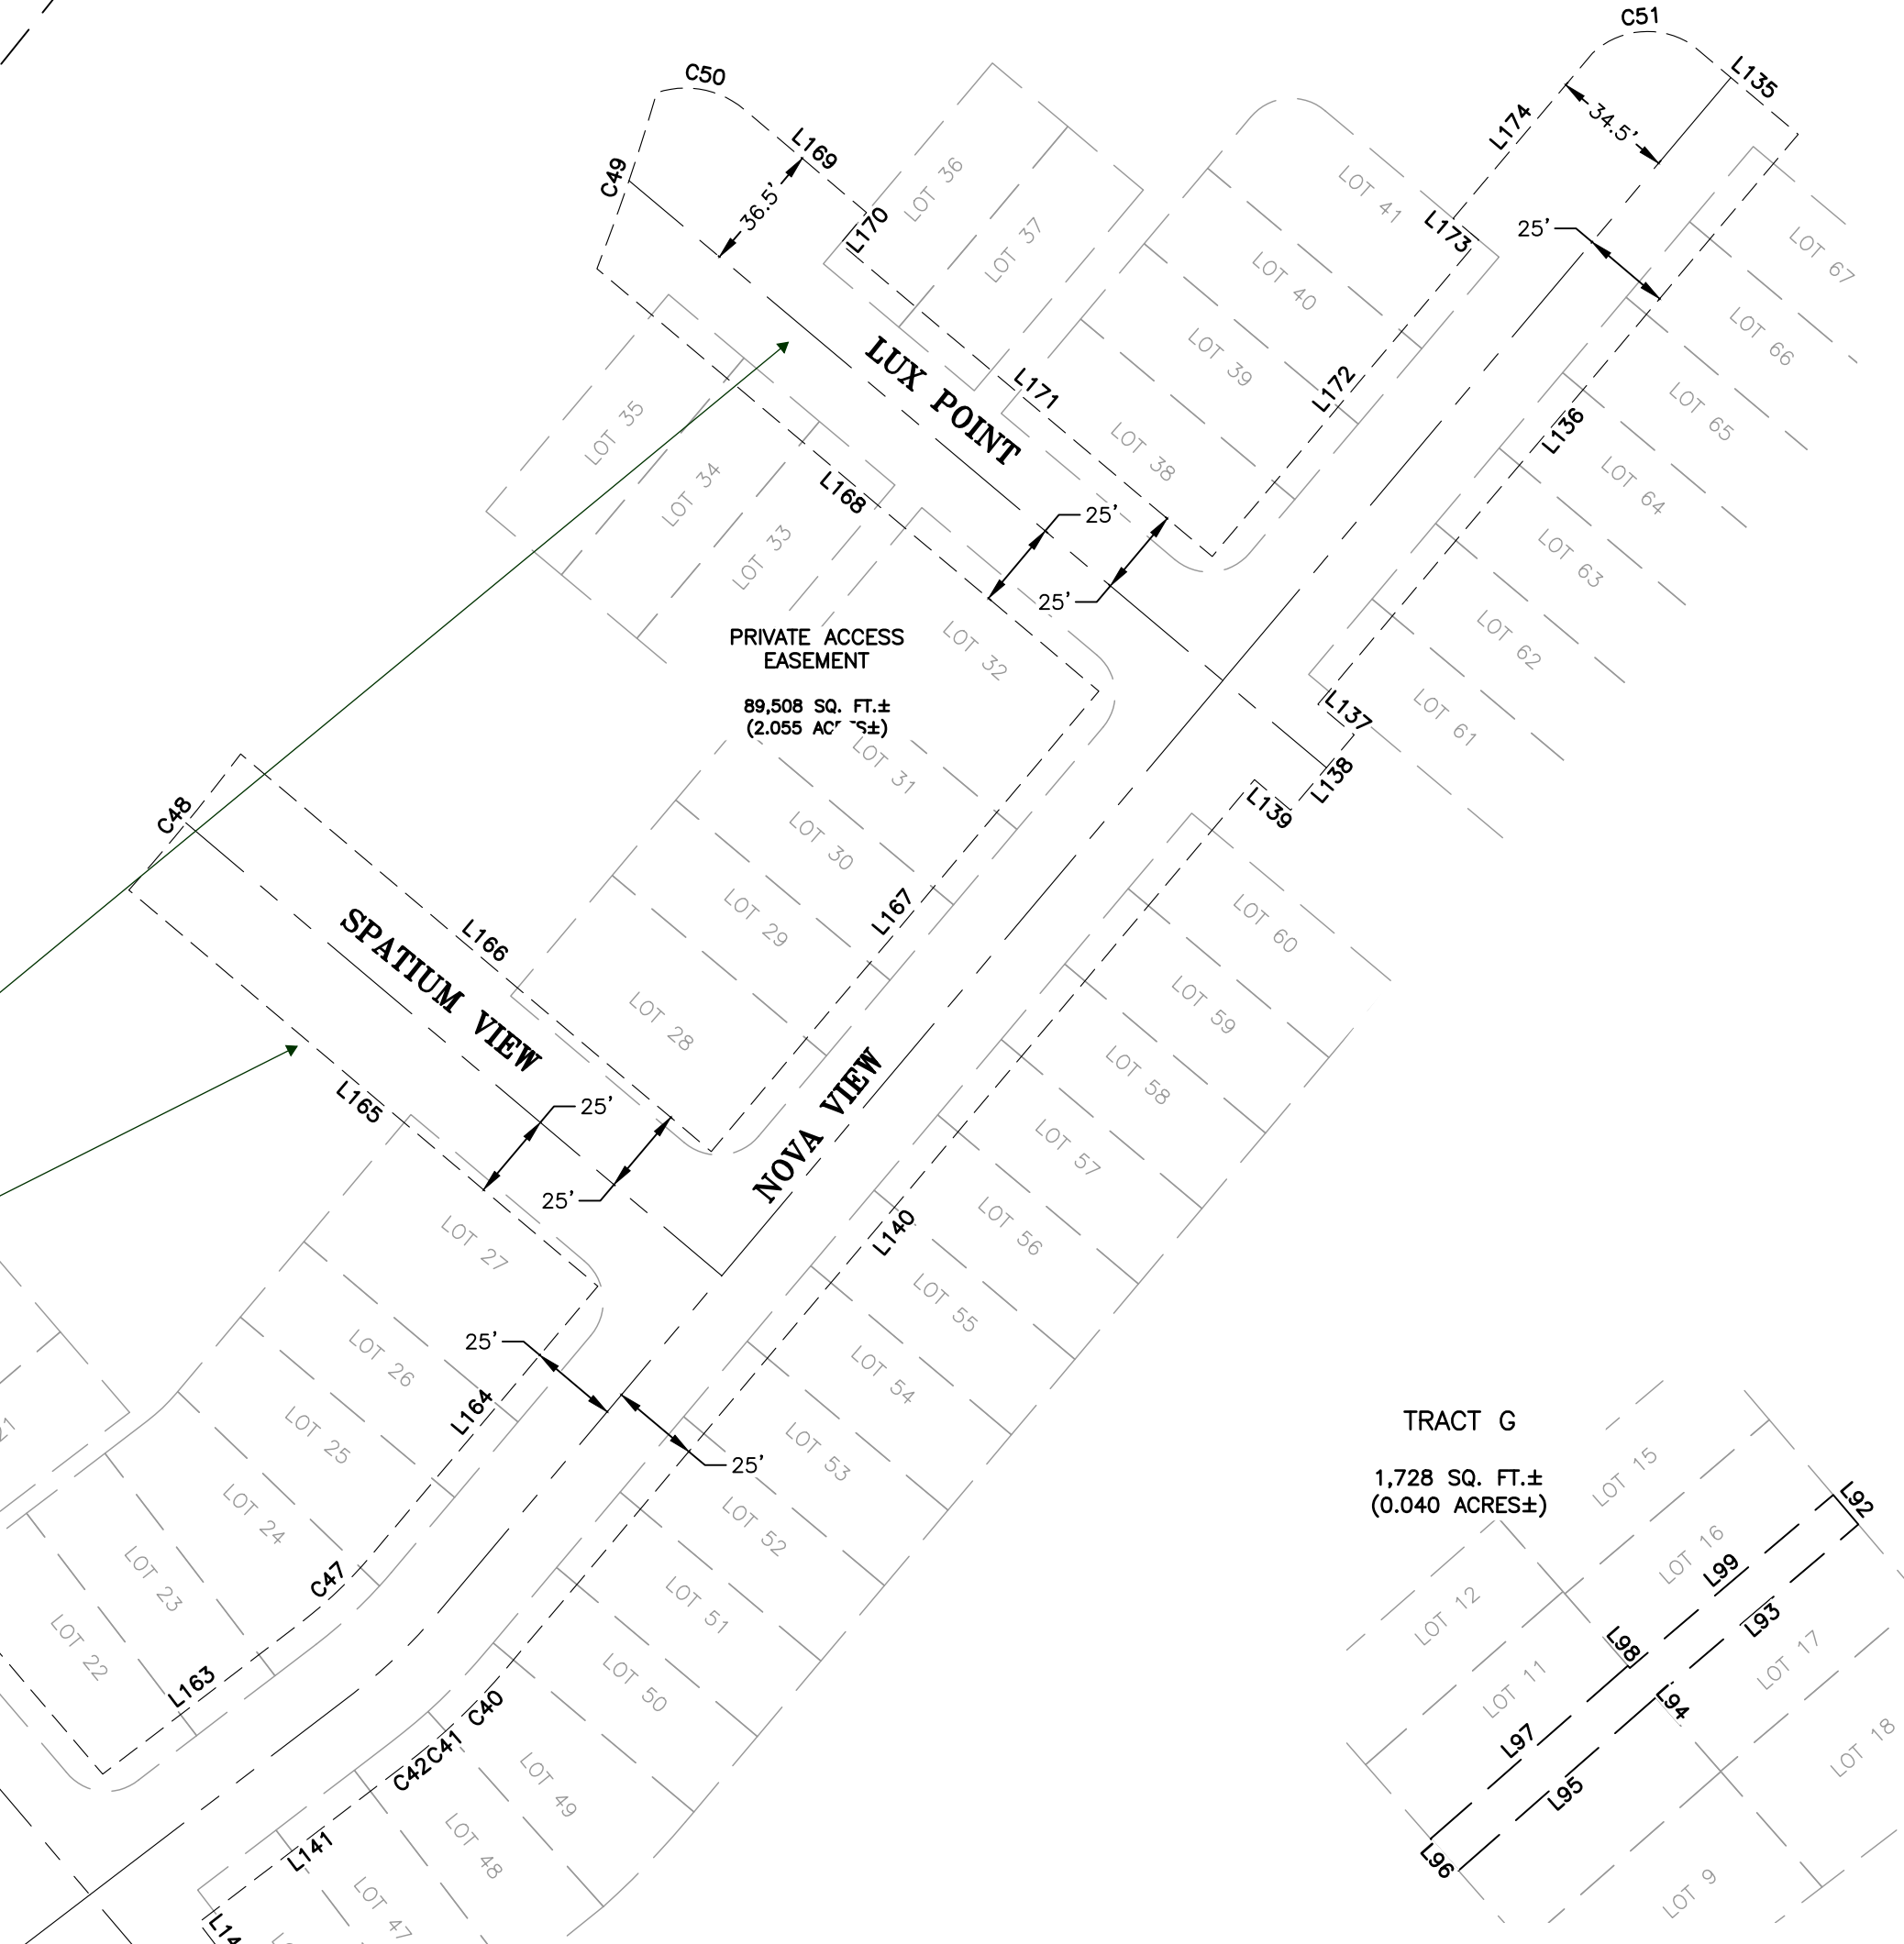 C51
C50
L135
L174
34.5'
L169
C49
36.5'
L170
LOT 36
LOT 37
LOT 41
L173
25'
LOT 67
LOT 40
LOT 66
LOT 39
L172
LUX POINT
L171
LOT 65
L136
LOT 35
LOT 38
LOT 34
L168
LOT 64
LOT 33
25'
25'
LOT 63
PRIVATE ACCESS
EASEMENT
89,508 SQ. FT.±
LOT 32
LOT 62
L137
LOT 61
LOT 31
L138
L139
C48
LOT 30
LOT 29
L167
LOT 60
SPATIUM VIEW
L166
LOT 28
LOT 59
NOVA VIEW
LOT 58
L165
25'
25'
LOT 57
LOT 27
L140
LOT 56
LOT 55
25'
LOT 26
LOT 54
L164
LOT 25
25'
LOT 53
TRACT G
1,728 SQ. FT.±
(0.040 ACRES±)
LOT 15
L92
21
LOT 24
LOT 52
LOT 16
L99
C47
LOT 23
LOT 51
LOT 12
L93
LOT 22
L163
LOT 50
L98
LOT 17
LOT 11
C40
C41
C42
L94
L97
LOT 18
LOT 49
L95
L141
LOT 48
L96
LOT 47
LOT 9